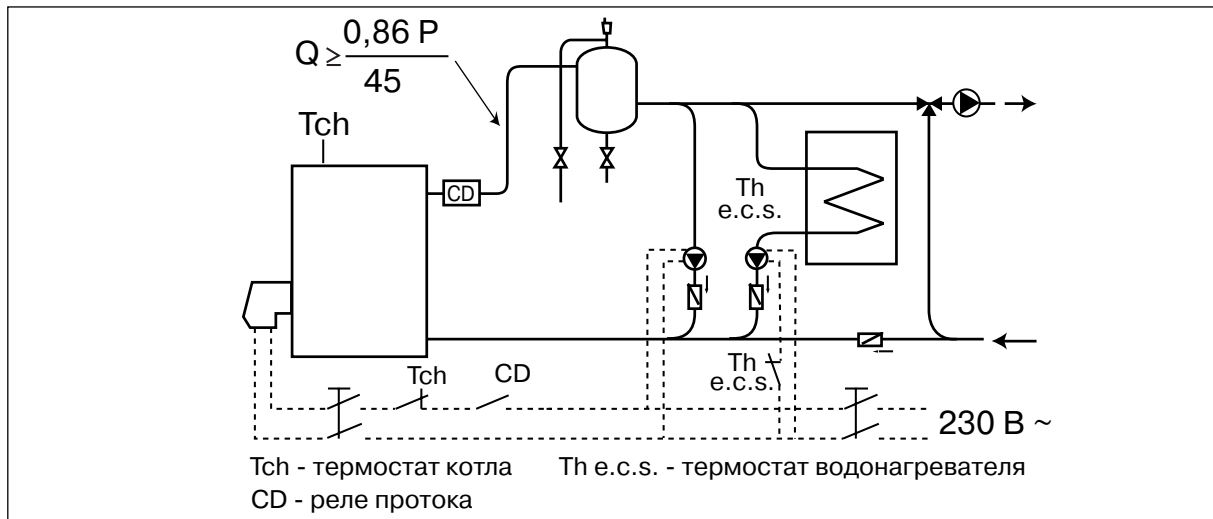 Q ≥ 0,86 P
45
Tch
CD
Th
e.c.s.
Th
e.c.s.
Tch
CD
230 В ~
Tch - термостат котла
Th e.c.s. - термостат водонагревателя
CD - реле протока